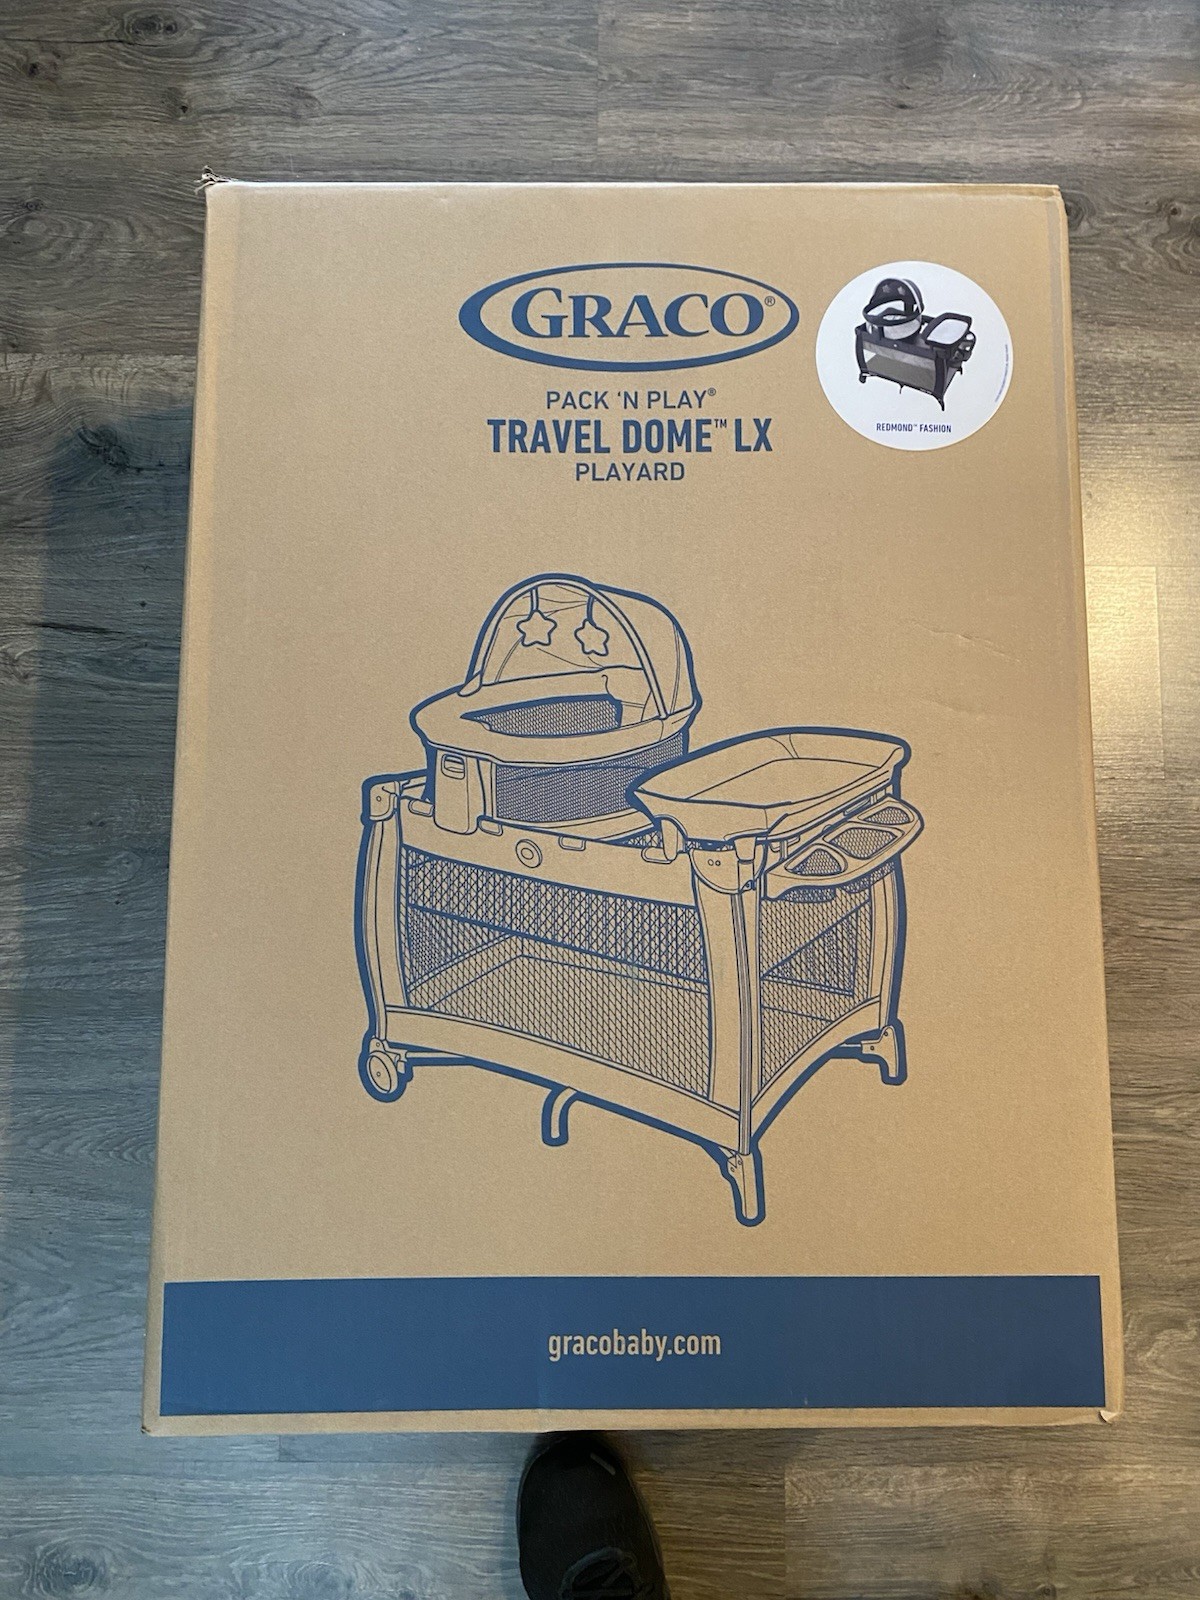 GRACO®
PACK 'N PLAY®
TRAVEL DOME™ LX
PLAYARD
REDMOND™ FASHION
gracobaby.com